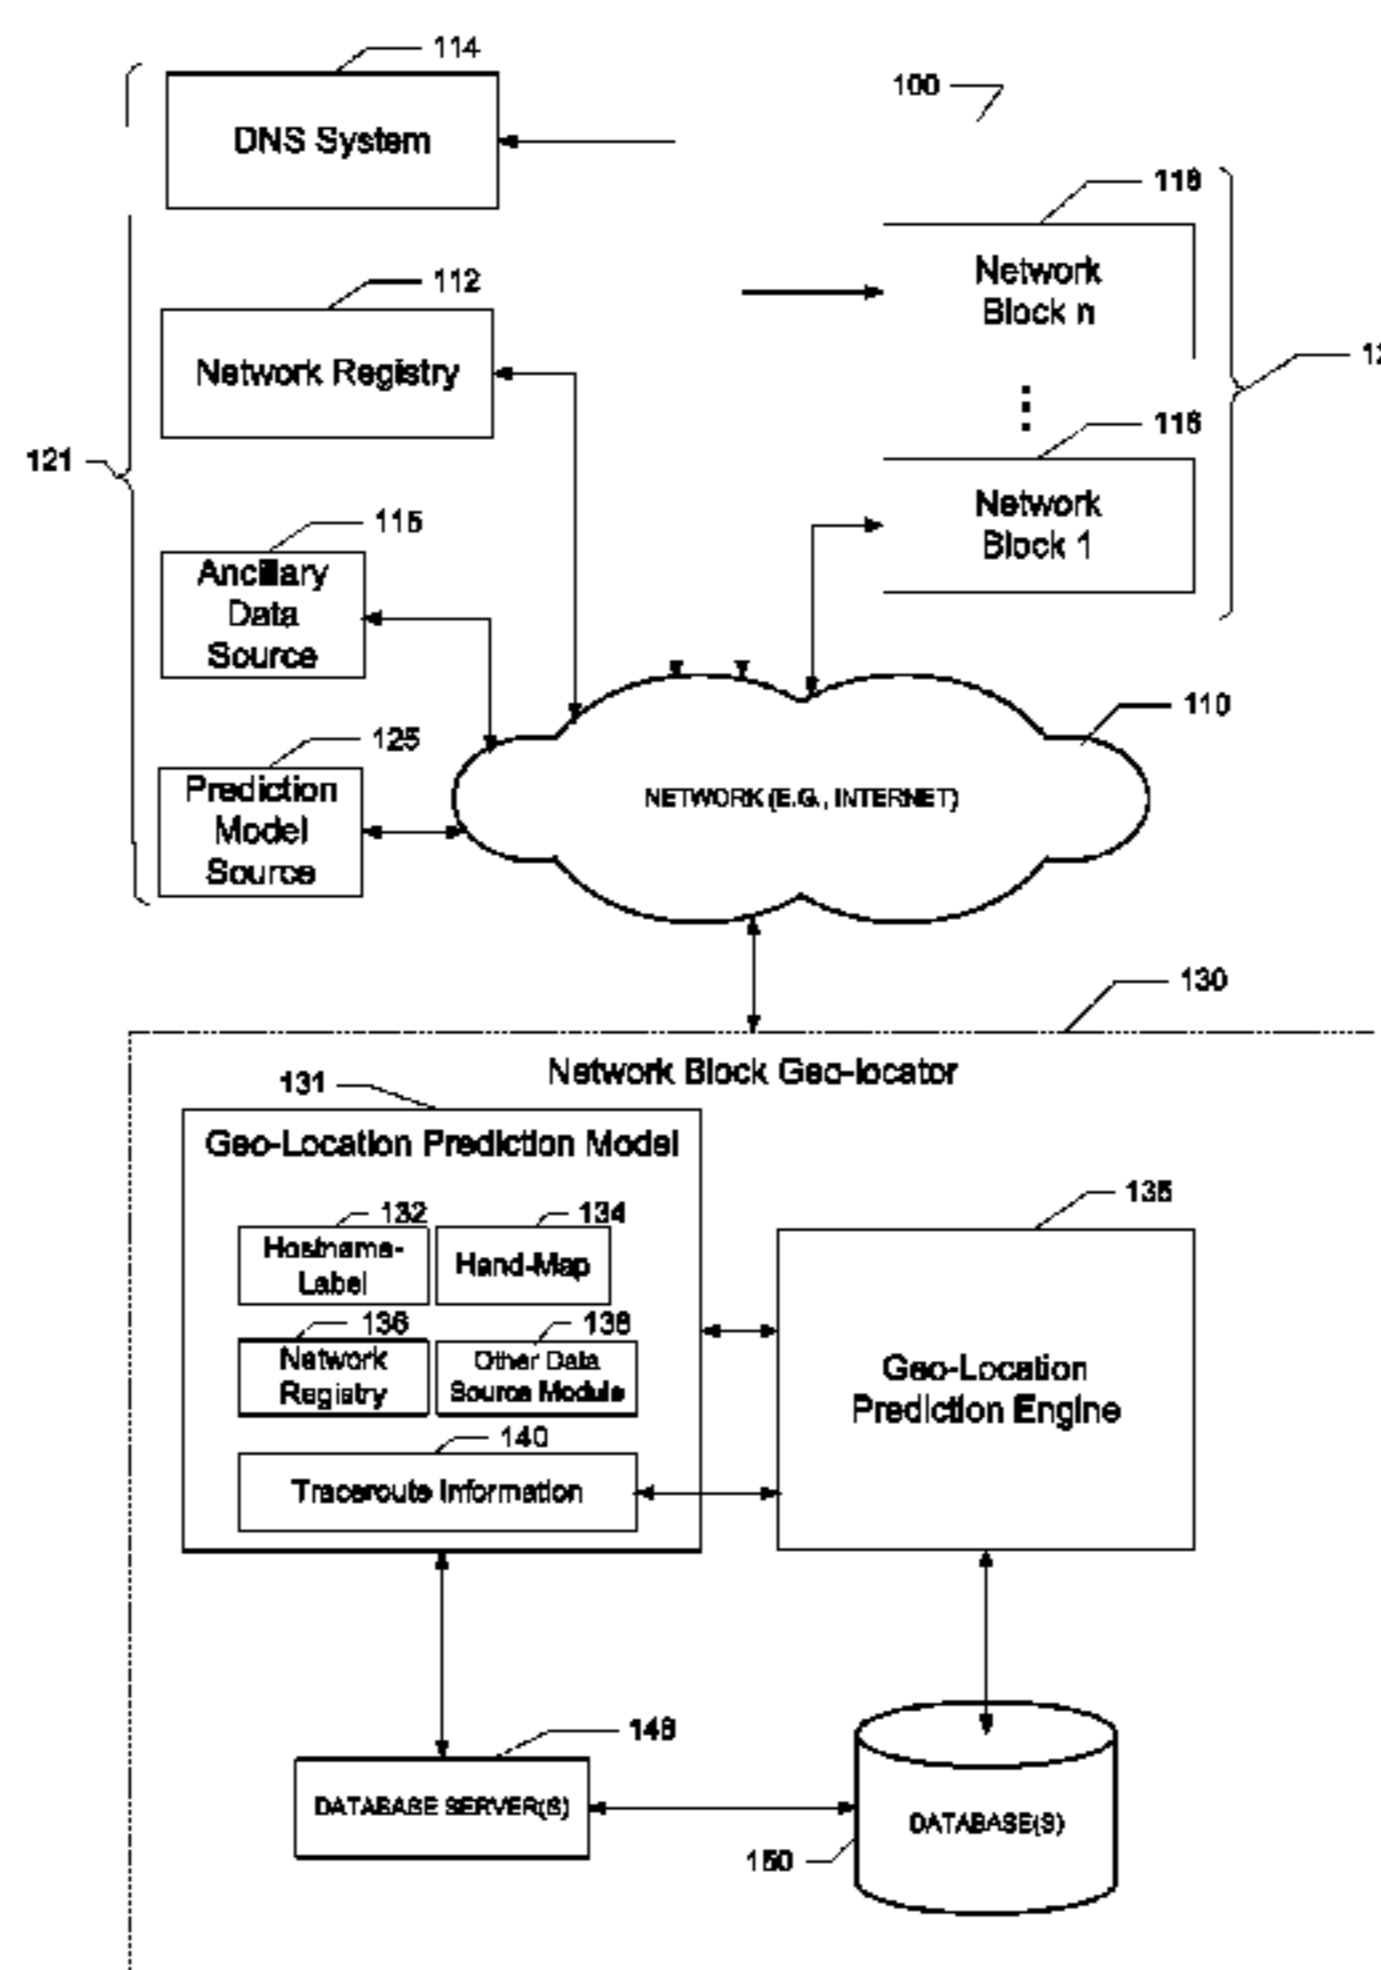 114
100
DNS System
118
Network
Block n
112
Network Registry
116
121
Network
Block 1
115
Ancillary
Data
Source
110
125
Prediction
Model
Source
NETWORK (E.G., INTERNET)
130
Network Block Geo-locator
131
Geo-Location Prediction Model
135
132
134
Hostname-
Label
Hand-Map
136
138
Network
Registry
Other Data
Source Module
Geo-Location
Prediction Engine
140
Traceroute Information
148
DATABASE SERVER(S)
DATABASE(S)
150